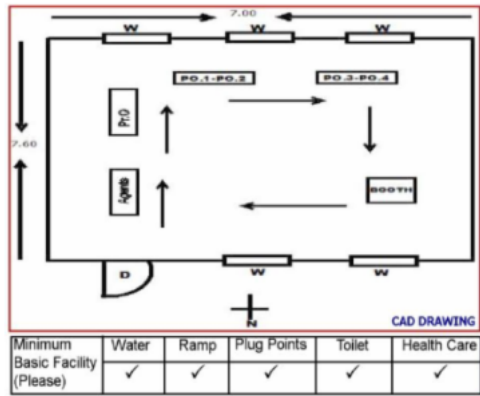 7.00
W W W
PO.1-PO.2 PO.3-PO.4
Pr.O
7.60
Agents
BOOTH
D
W W
N
CAD DRAWING
Minimum Basic Facility (Please) Water Ramp Plug Points Toilet Health Care
✓ ✓ ✓ ✓ ✓